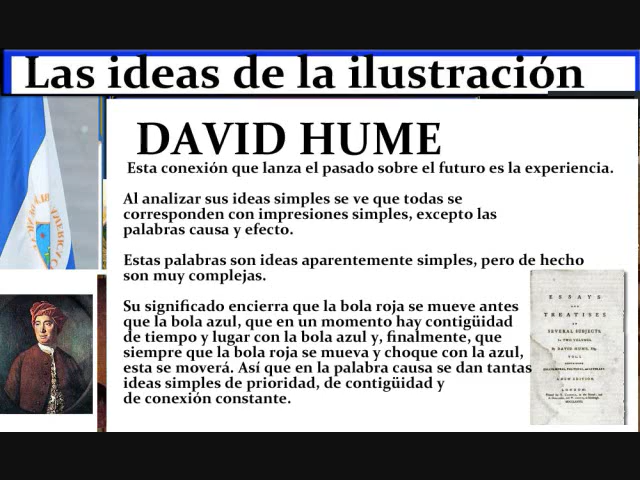 Las ideas de la ilustración
DAVID HUME
Esta conexión que lanza el pasado sobre el futuro es la experiencia.
Al analizar sus ideas simples se ve que todas se
corresponden con impresiones simples, excepto las
palabras causa y efecto.
Estas palabras son ideas aparentemente simples, pero de hecho
son muy complejas.
Su significado encierra que la bola roja se mueve antes
que la bola azul, que en un momento hay contigüidad
de tiempo y lugar con la bola azul y, finalmente, que
siempre que la bola roja se mueva y choque con la azul,
esta se moverá. Así que en la palabra causa se dan tantas
ideas simples de prioridad, de contigüidad y
de conexión constante.
ESSAYS
AND
TREATISES
ON
SEVERAL SUBJECTS.
IN TWO VOLUMES.
By DAVID HUME, Esq;
VOL. I.
LONDON: